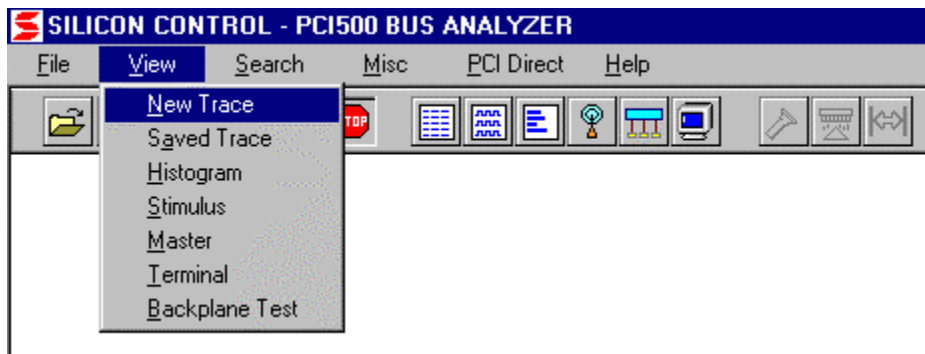 SILICON CONTROL - PCI500 BUS ANALYZER
File View Search Misc PCI Direct Help
STOP
New Trace
Saved Trace
Histogram
Stimulus
Master
Terminal
Backplane Test